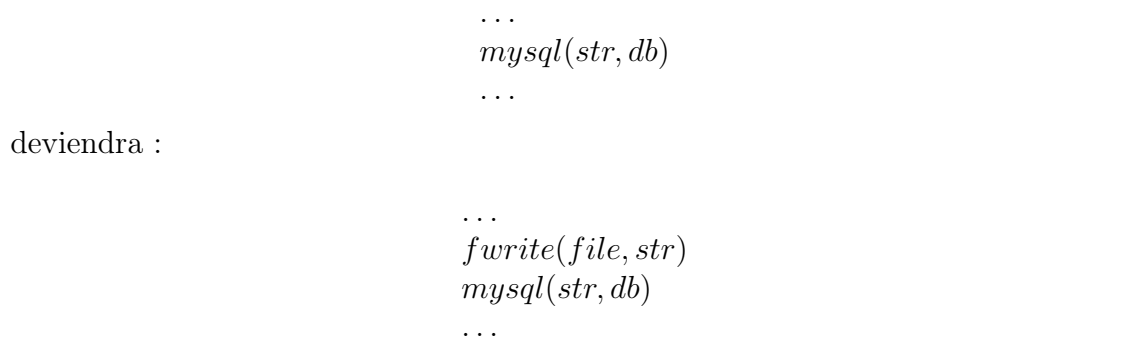 ...
mysql(str, db)
...
deviendra :
...
fwrite(file, str)
mysql(str, db)
...